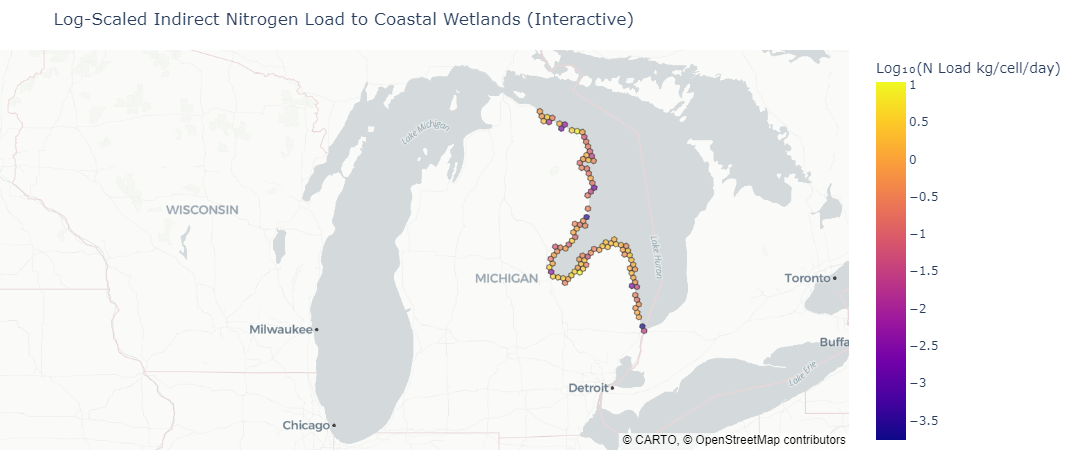 Log-Scaled Indirect Nitrogen Load to Coastal Wetlands (Interactive)
Log₁₀(N Load kg/cell/day)
1
0.5
0
−0.5
−1
−1.5
−2
−2.5
−3
−3.5
Lake Michigan
WISCONSIN
Lake Huron
MICHIGAN
Toronto
Milwaukee
Buffa
Lake Erie
Detroit
Chicago
© CARTO, © OpenStreetMap contributors